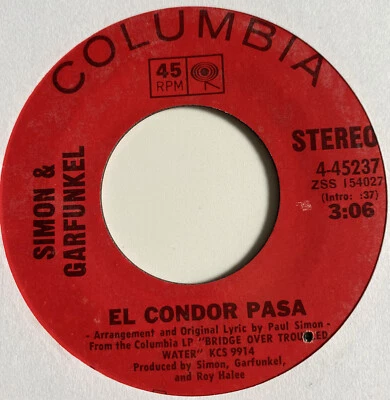 COLUMBIA
45
RPM
STEREO
4-45237
ZSS 154027
(Intro: :37)
3:06
SIMON &
GARFUNKEL
EL CONDOR PASA
- Arrangement and Original Lyric by Paul Simon -
From the Columbia LP "BRIDGE OVER TROUBLED
WATER" KCS 9914
Produced by Simon, Garfunkel,
and Roy Halee